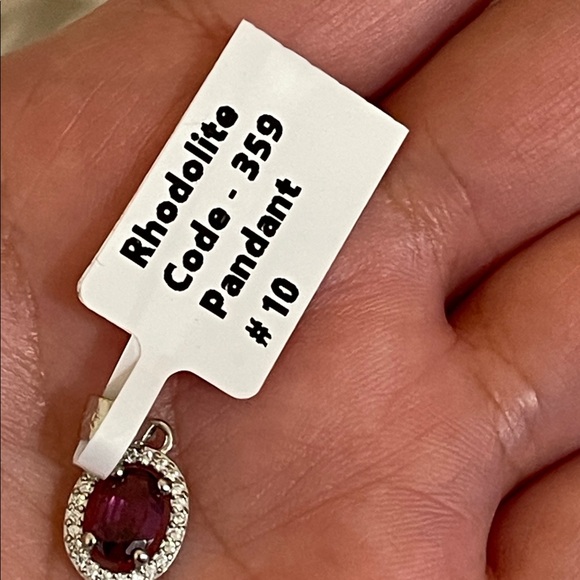 Rhodolite
Code - 359
Pandant
# 10